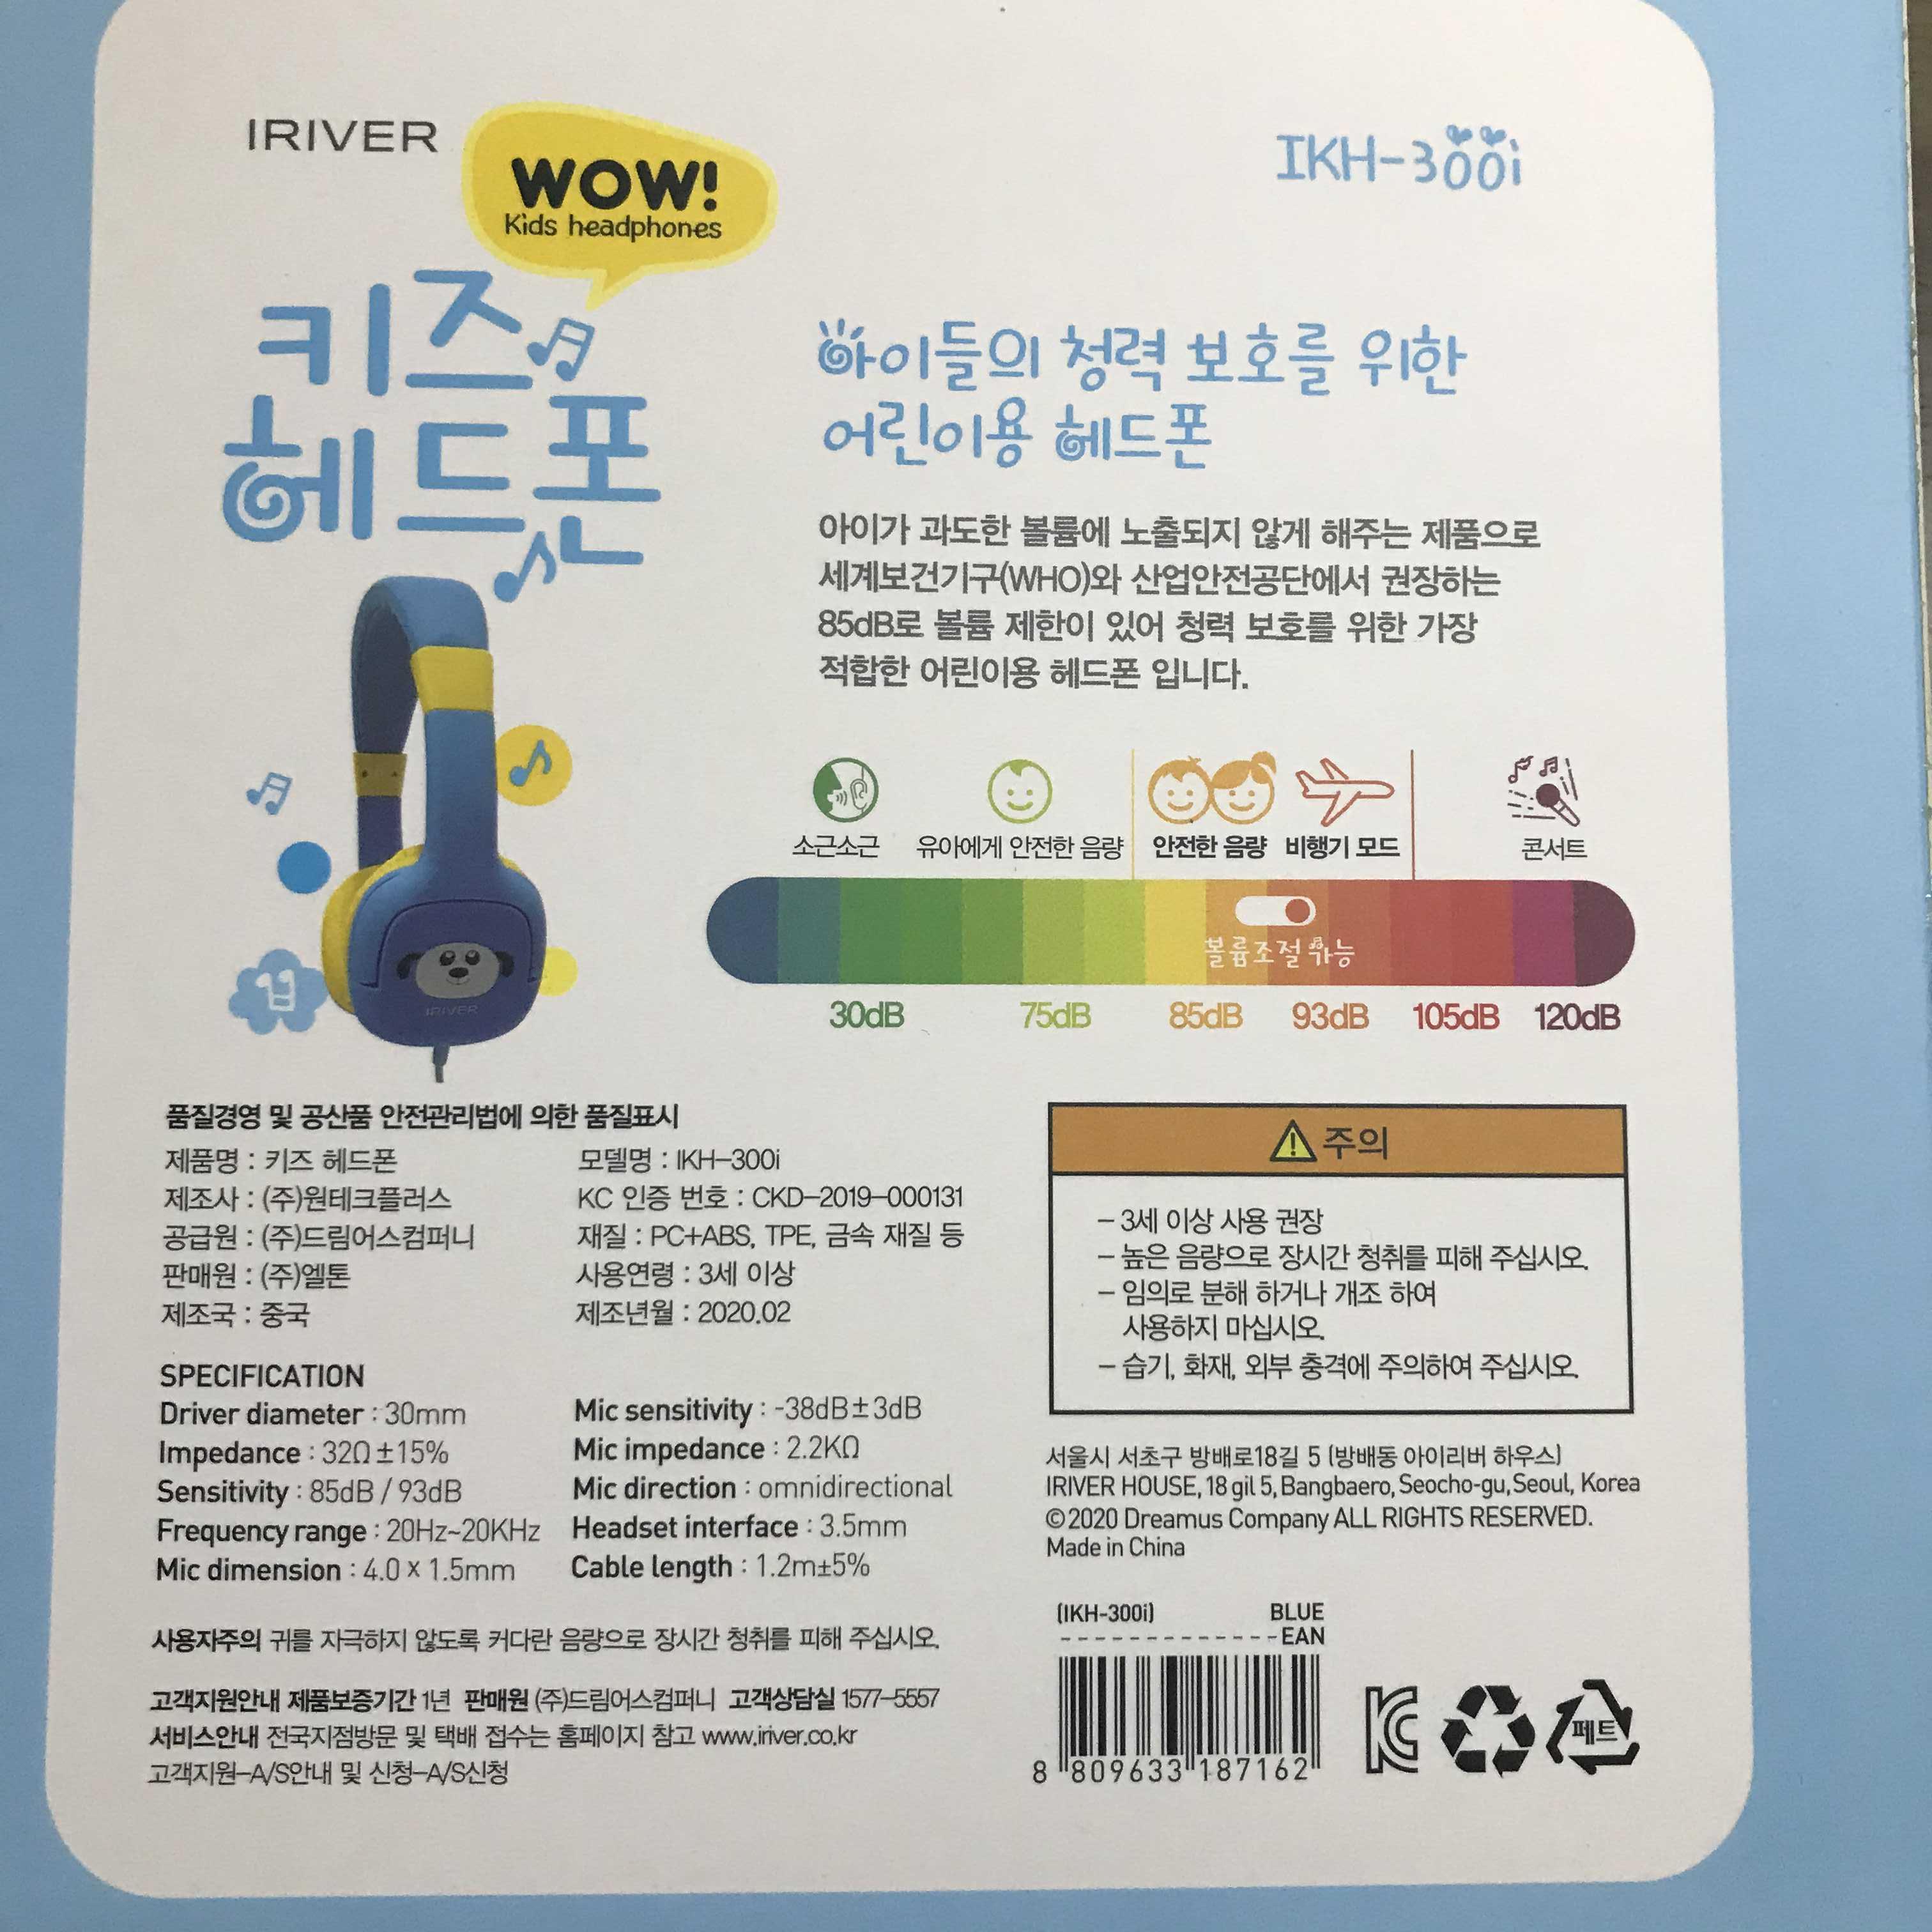 IRIVER
WOW!
Kids headphones
IKH-300i
키즈
헤드폰
아이들의 청력 보호를 위한
어린이용 헤드폰
아이가 과도한 볼륨에 노출되지 않게 해주는 제품으로
세계보건기구(WHO)와 산업안전공단에서 권장하는
85dB로 볼륨 제한이 있어 청력 보호를 위한 가장
적합한 어린이용 헤드폰 입니다.
소근소근 유아에게 안전한 음량 안전한 음량 비행기 모드 콘서트
볼륨조절 가능
30dB 75dB 85dB 93dB 105dB 120dB
IRIVER
품질경영 및 공산품 안전관리법에 의한 품질표시
제품명 : 키즈 헤드폰
제조사 : (주)원테크플러스
공급원 : (주)드림어스컴퍼니
판매원 : (주)엘톤
제조국 : 중국
모델명 : IKH-300i
KC 인증 번호 : CKD-2019-000131
재질 : PC+ABS, TPE, 금속 재질 등
사용연령 : 3세 이상
제조년월 : 2020.02
주의
- 3세 이상 사용 권장
- 높은 음량으로 장시간 청취를 피해 주십시오.
- 임의로 분해 하거나 개조 하여
사용하지 마십시오.
- 습기, 화재, 외부 충격에 주의하여 주십시오.
SPECIFICATION
Driver diameter : 30mm
Impedance : 32Ω±15%
Sensitivity : 85dB / 93dB
Frequency range : 20Hz~20KHz
Mic dimension : 4.0 x 1.5mm
Mic sensitivity : -38dB±3dB
Mic impedance : 2.2KΩ
Mic direction : omnidirectional
Headset interface : 3.5mm
Cable length : 1.2m±5%
서울시 서초구 방배로18길 5 (방배동 아이리버 하우스)
IRIVER HOUSE, 18 gil 5, Bangbaero, Seocho-gu, Seoul, Korea
©2020 Dreamus Company ALL RIGHTS RESERVED.
Made in China
사용자주의 귀를 자극하지 않도록 커다란 음량으로 장시간 청취를 피해 주십시오.
고객지원안내 제품보증기간 1년 판매원 (주)드림어스컴퍼니 고객상담실 1577-5557
서비스안내 전국지점방문 및 택배 접수는 홈페이지 참고 www.iriver.co.kr
고객지원-A/S안내 및 신청-A/S신청
(IKH-300i) BLUE
-------------EAN
8 809633 187162
KC
페트